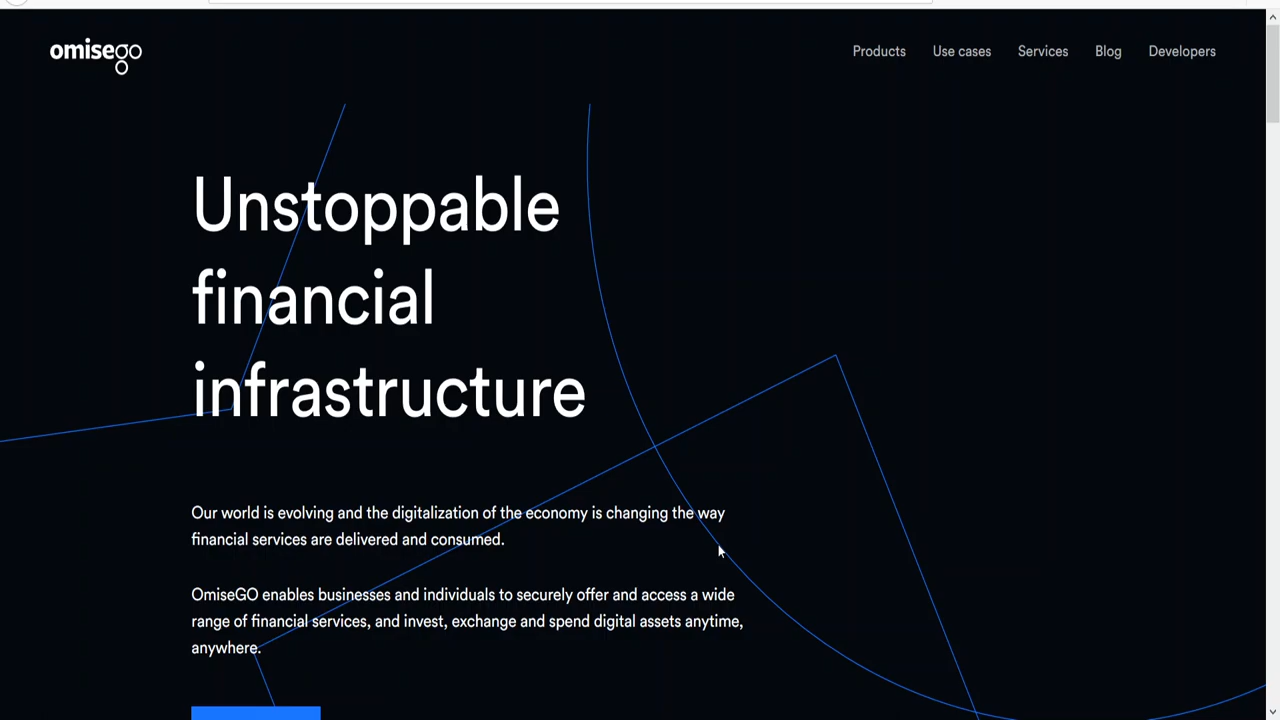 omisego
Products Use cases Services Blog Developers
Unstoppable
financial
infrastructure
Our world is evolving and the digitalization of the economy is changing the way
financial services are delivered and consumed.
OmiseGO enables businesses and individuals to securely offer and access a wide
range of financial services, and invest, exchange and spend digital assets anytime,
anywhere.